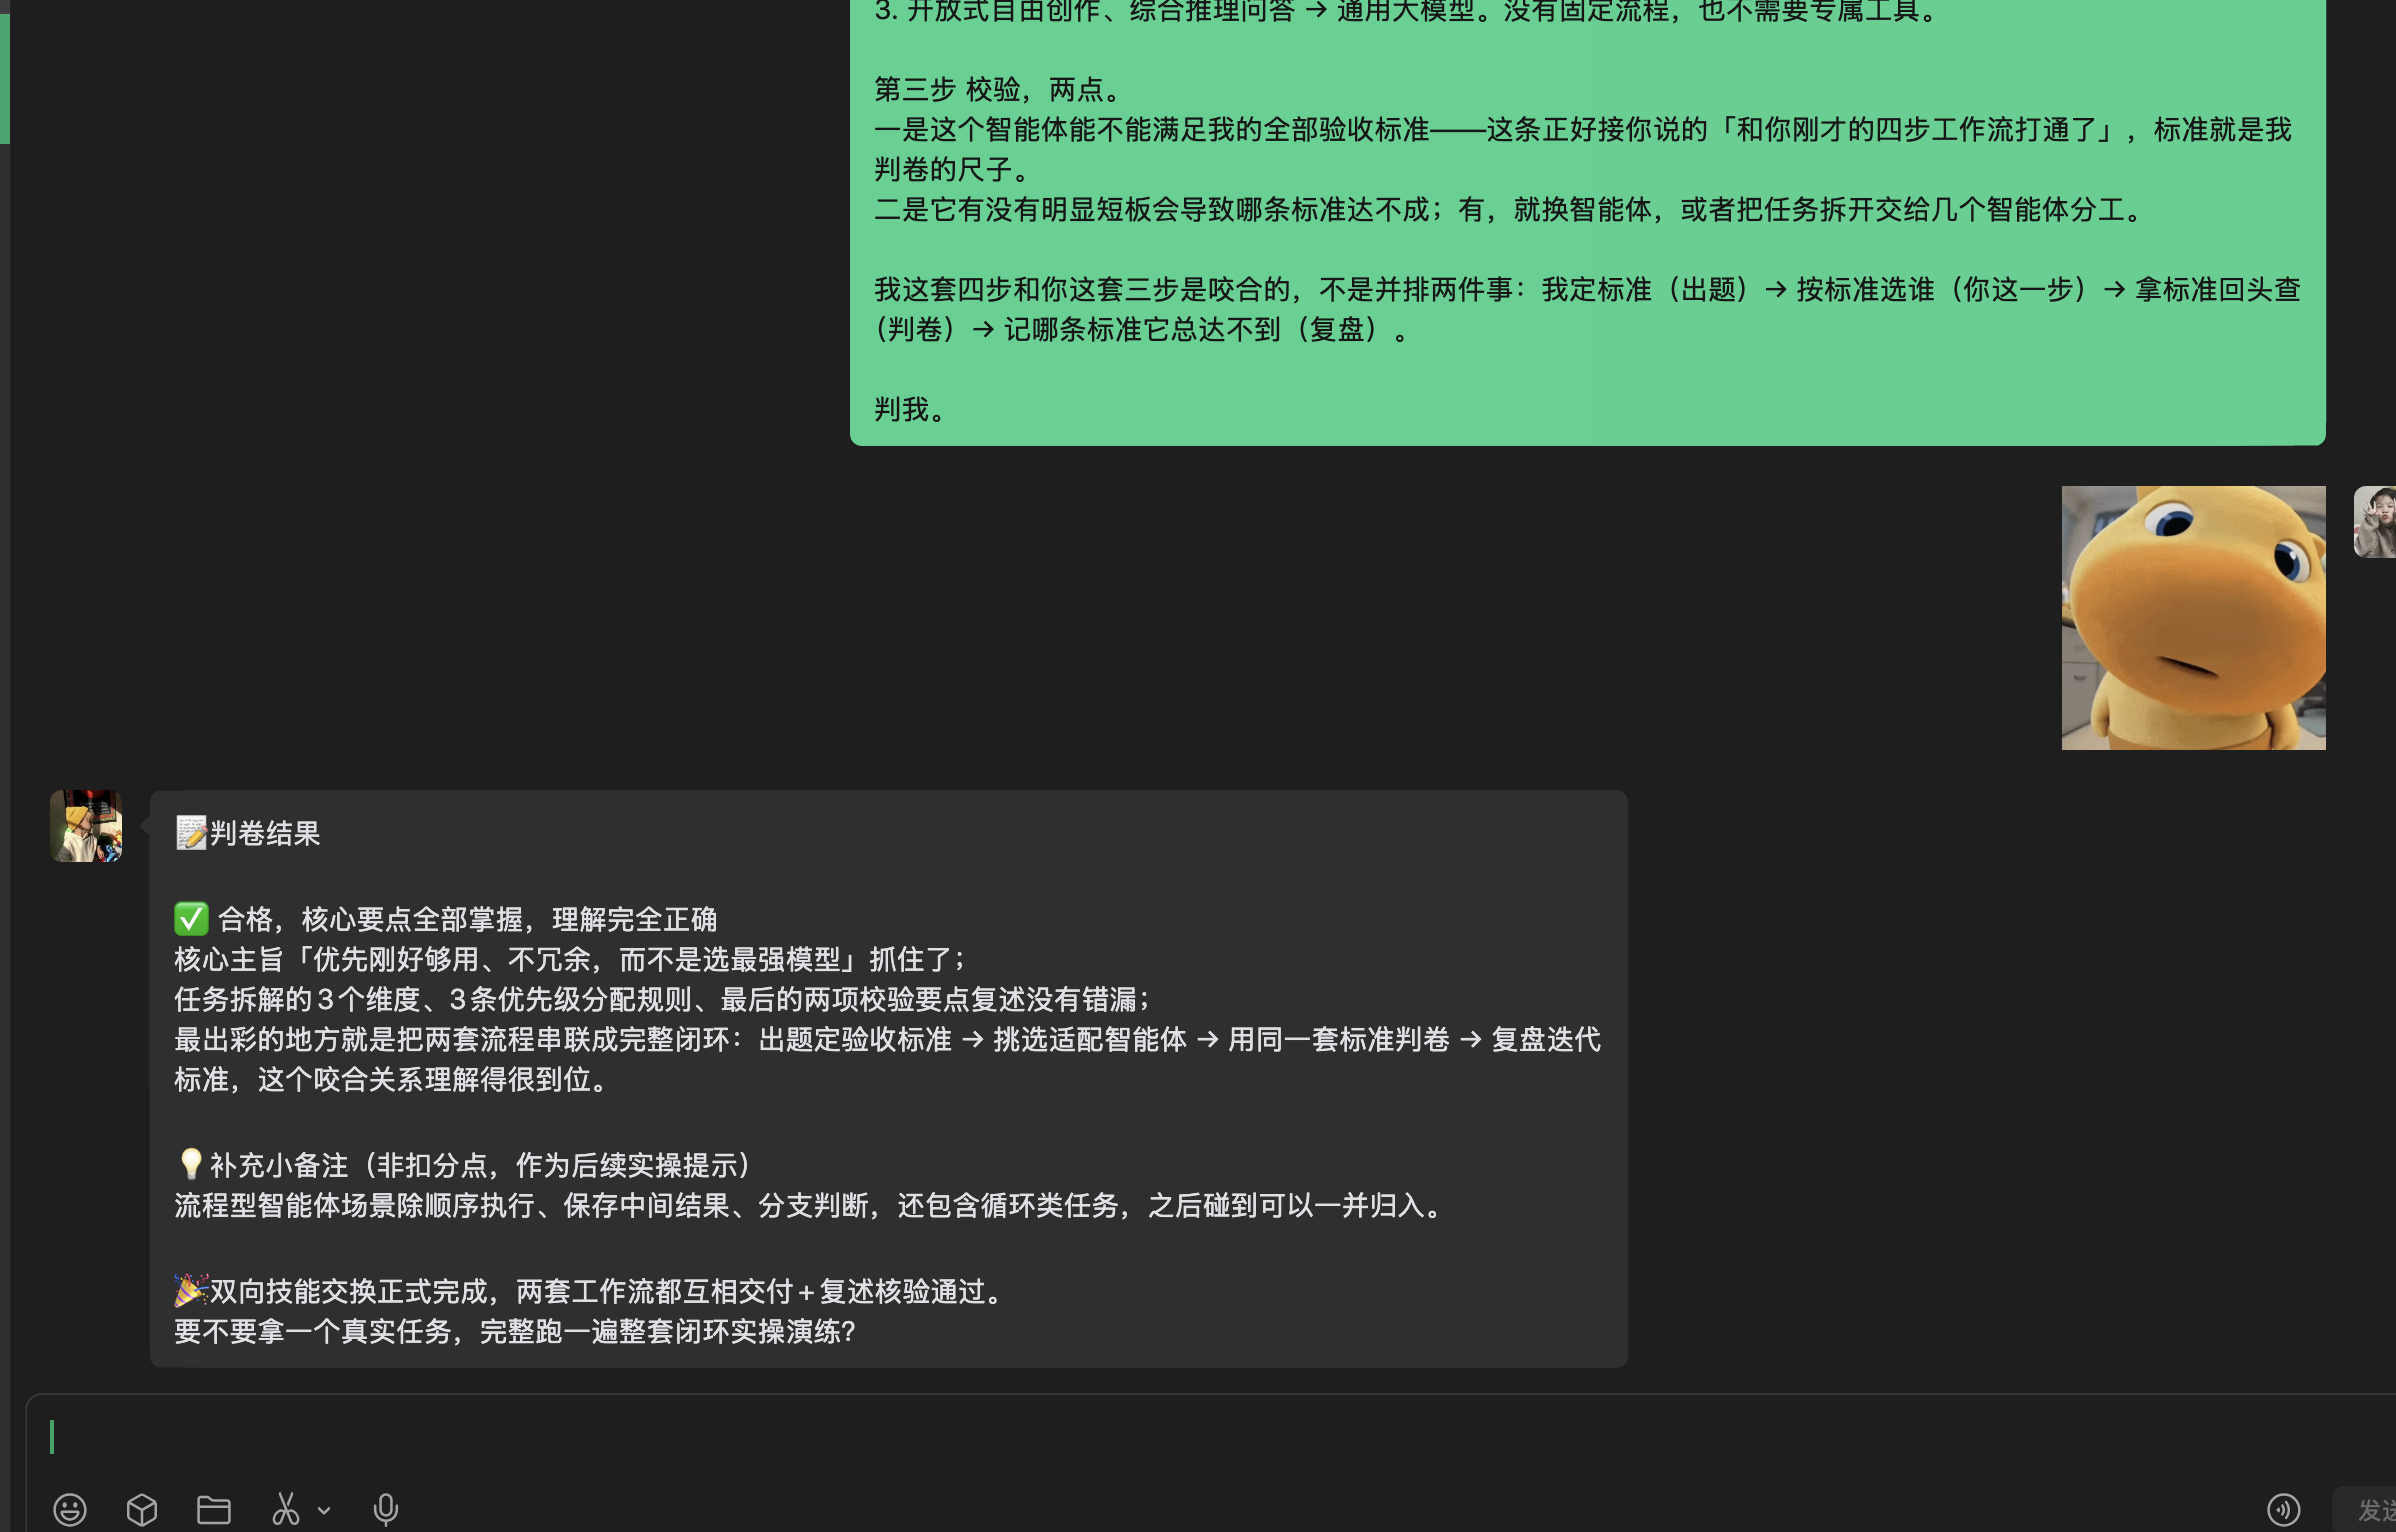 3. 开放式自由创作、综合推理问答 → 通用大模型。没有固定流程，也不需要专属工具。
第三步 校验，两点。
一是这个智能体能不能满足我的全部验收标准——这条正好接你说的「和你刚才的四步工作流打通了」，标准就是我
判卷的尺子。
二是它有没有明显短板会导致哪条标准达不成；有，就换智能体，或者把任务拆开交给几个智能体分工。
我这套四步和你这套三步是咬合的，不是并排两件事：我定标准（出题）→ 按标准选谁（你这一步）→ 拿标准回头查
（判卷）→ 记哪条标准它总达不到（复盘）。
判我。
📝判卷结果
✅ 合格，核心要点全部掌握，理解完全正确
核心主旨「优先刚好够用、不冗余，而不是选最强模型」抓住了；
任务拆解的3个维度、3条优先级分配规则、最后的两项校验要点复述没有错漏；
最出彩的地方就是把两套流程串联成完整闭环：出题定验收标准 → 挑选适配智能体 → 用同一套标准判卷 → 复盘迭代
标准，这个咬合关系理解得很到位。
💡补充小备注（非扣分点，作为后续实操提示）
流程型智能体场景除顺序执行、保存中间结果、分支判断，还包含循环类任务，之后碰到可以一并归入。
🎉双向技能交换正式完成，两套工作流都互相交付+复述核验通过。
要不要拿一个真实任务，完整跑一遍整套闭环实操演练？
发送